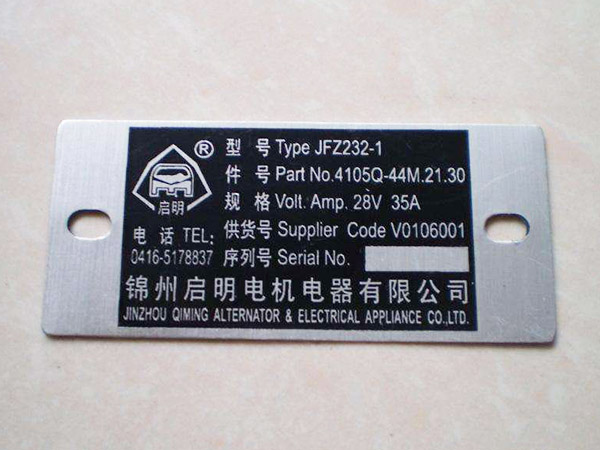 启明
®
型 号 Type JFZ232-1
件 号 Part No.4105Q-44M.21.30
规 格 Volt. Amp. 28V 35A
电 话 TEL:
0416-5178837
供货号 Supplier Code V0106001
序列号 Serial No.
锦州启明电机电器有限公司
JINZHOU QIMING ALTERNATOR & ELECTRICAL APPLIANCE CO.,LTD.